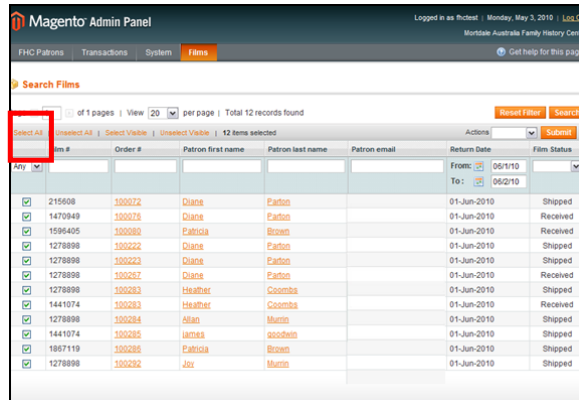 Magento Admin Panel
Logged in as fhctest | Monday, May 3, 2010 | Log O
Mortdale Australia Family History Cen
FHC Patrons Transactions System Films
Get help for this pag
Search Films
of 1 pages | View 20 per page | Total 12 records found
Reset Filter Search
Select All | Unselect All | Select Visible | Unselect Visible | 12 items selected
Actions Submit
Film # Order # Patron first name Patron last name Patron email Return Date Film Status
Any From: 06/1/10
To : 06/2/10
215608 100072 Diane Parton 01-Jun-2010 Shipped
1470949 100076 Diane Parton 01-Jun-2010 Received
1596405 100080 Patricia Brown 01-Jun-2010 Received
1278898 100222 Diane Parton 01-Jun-2010 Shipped
1278898 100223 Diane Parton 01-Jun-2010 Shipped
1278898 100267 Diane Parton 01-Jun-2010 Received
1278898 100283 Heather Coombs 01-Jun-2010 Shipped
1441074 100283 Heather Coombs 01-Jun-2010 Received
1278898 100284 Allan Murrin 01-Jun-2010 Shipped
1441074 100285 james goodwin 01-Jun-2010 Shipped
1867119 100286 Patricia Brown 01-Jun-2010 Shipped
1278898 100292 Joy Murrin 01-Jun-2010 Shipped